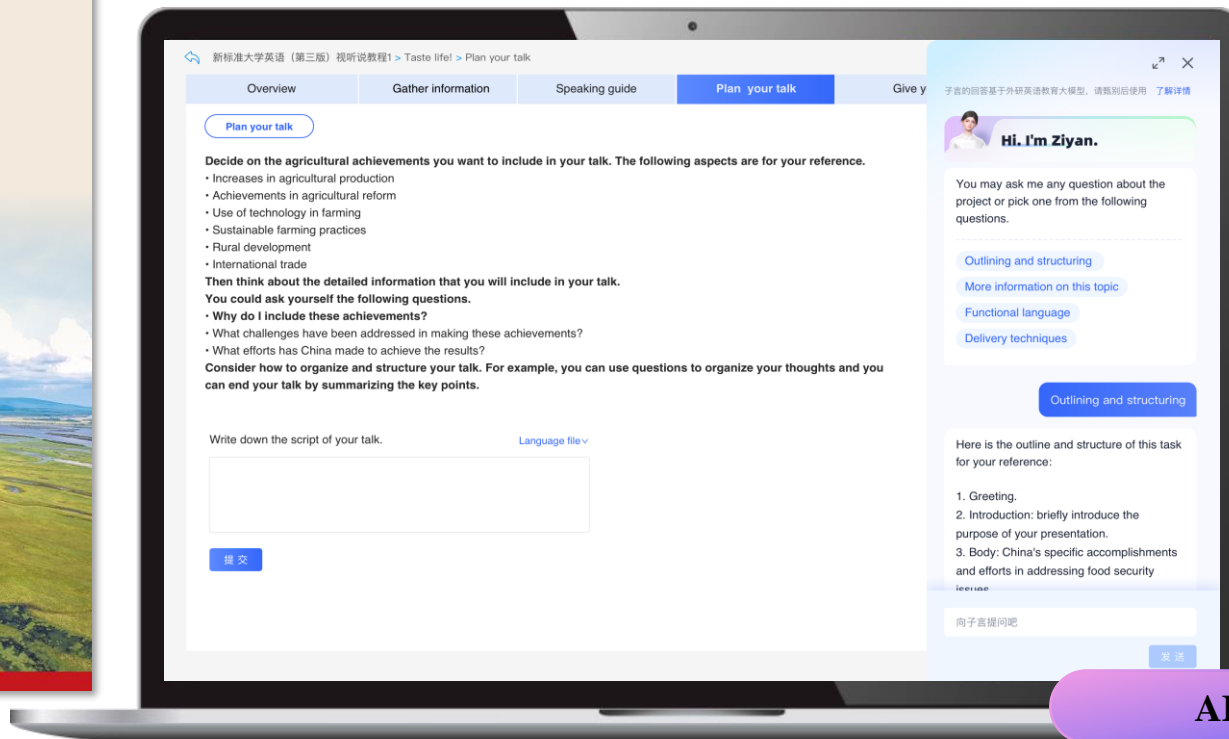 新标准大学英语（第三版）视听说教程1 > Taste life! > Plan your talk
Overview
Gather information
Speaking guide
Plan your talk
Give y
Plan your talk
Decide on the agricultural achievements you want to include in your talk. The following aspects are for your reference.
• Increases in agricultural production
• Achievements in agricultural reform
• Use of technology in farming
• Sustainable farming practices
• Rural development
• International trade
Then think about the detailed information that you will include in your talk.
You could ask yourself the following questions.
• Why do I include these achievements?
• What challenges have been addressed in making these achievements?
• What efforts has China made to achieve the results?
Consider how to organize and structure your talk. For example, you can use questions to organize your thoughts and you
can end your talk by summarizing the key points.
Write down the script of your talk.
Language file
提交
子言的回答基于外研英语教育大模型，请甄别后使用 了解详情
Hi. I'm Ziyan.
You may ask me any question about the
project or pick one from the following
questions.
Outlining and structuring
More information on this topic
Functional language
Delivery techniques
Outlining and structuring
Here is the outline and structure of this task
for your reference:
1. Greeting.
2. Introduction: briefly introduce the
purpose of your presentation.
3. Body: China's specific accomplishments
and efforts in addressing food security
issues
向子言提问吧
发送
AI